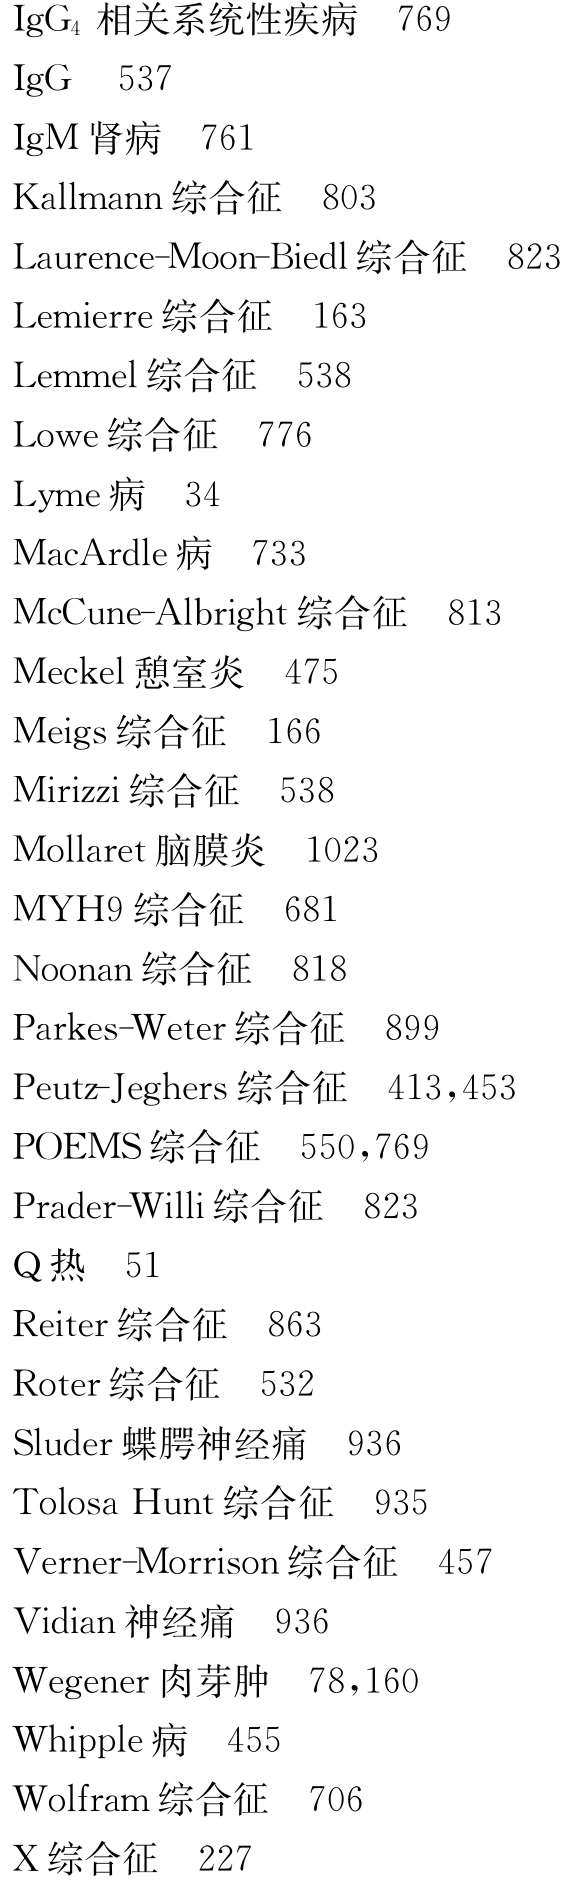 IgG₄ 相关系统性疾病 769
IgG 537
IgM 肾病 761
Kallmann 综合征 803
Laurence-Moon-Biedl 综合征 823
Lemierre 综合征 163
Lemmel 综合征 538
Lowe 综合征 776
Lyme 病 34
MacArdle 病 733
McCune-Albright 综合征 813
Meckel 憩室炎 475
Meigs 综合征 166
Mirizzi 综合征 538
Mollaret 脑膜炎 1023
MYH9 综合征 681
Noonan 综合征 818
Parkes-Weter 综合征 899
Peutz-Jeghers 综合征 413,453
POEMS 综合征 550,769
Prader-Willi 综合征 823
Q 热 51
Reiter 综合征 863
Roter 综合征 532
Sluder 蝶腭神经痛 936
Tolosa Hunt 综合征 935
Verner-Morrison 综合征 457
Vidian 神经痛 936
Wegener 肉芽肿 78,160
Whipple 病 455
Wolfram 综合征 706
X 综合征 227